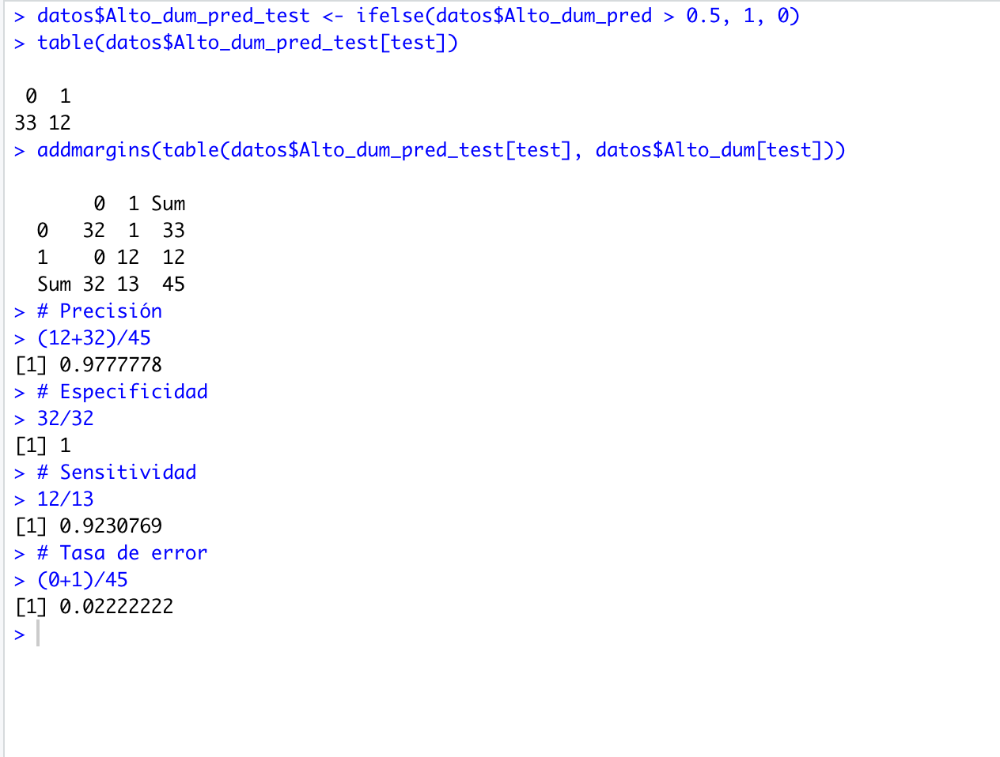 > datos$Alto_dum_pred_test <- ifelse(datos$Alto_dum_pred > 0.5, 1, 0)
> table(datos$Alto_dum_pred_test[test])
 0  1
33 12
> addmargins(table(datos$Alto_dum_pred_test[test], datos$Alto_dum[test]))
       0  1 Sum
  0   32  1  33
  1    0 12  12
  Sum 32 13  45
> # Precisión
> (12+32)/45
[1] 0.9777778
> # Especificidad
> 32/32
[1] 1
> # Sensitividad
> 12/13
[1] 0.9230769
> # Tasa de error
> (0+1)/45
[1] 0.02222222
>